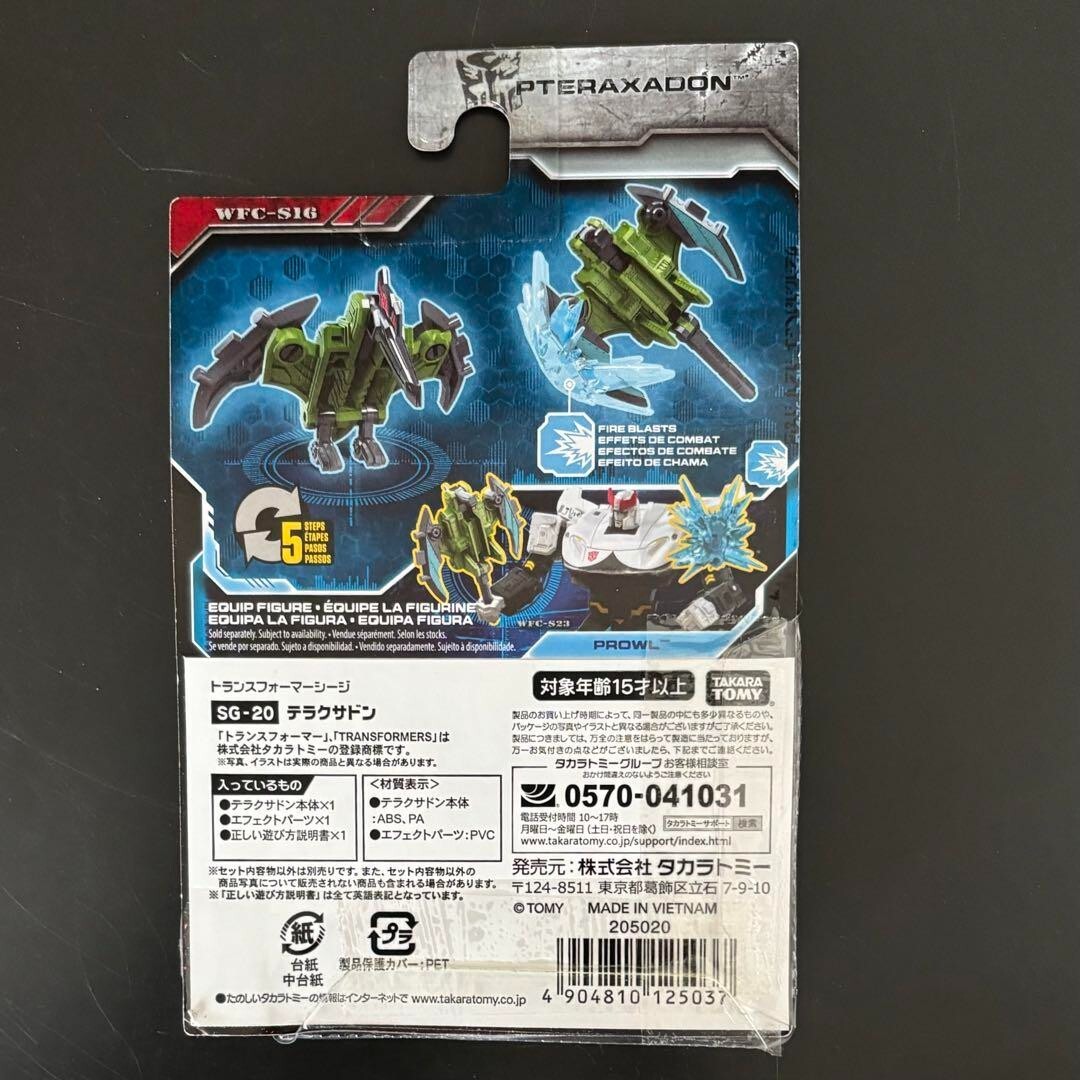 PTERAXADON™
WFC-S16
FIRE BLASTS
EFFETS DE COMBAT
EFECTOS DE COMBATE
EFEITO DE CHAMA
5 STEPS
ÉTAPES
PASOS
PASSOS
EQUIP FIGURE • ÉQUIPE LA FIGURINE
EQUIPA LA FIGURA • EQUIPA FIGURA
WFC-S23
Sold separately. Subject to availability. • Vendue séparément. Selon les stocks.
Se vende por separado. Sujeto a disponibilidad. • Vendido separadamente. Sujeito à disponibilidade.
PROWL™
トランスフォーマーシージ
SG-20 テラクサドン
「トランスフォーマー」、「TRANSFORMERS」は
株式会社タカラトミーの登録商標です。
※写真、イラストは実際の商品と異なる場合があります。
入っているもの
●テラクサドン本体×1
●エフェクトパーツ×1
●正しい遊び方説明書×1
<材質表示>
●テラクサドン本体
:ABS、PA
●エフェクトパーツ:PVC
※セット内容物以外は別売りです。また、セット内容物以外の
商品写真について販売されない商品も含まれる場合があります。
※「正しい遊び方説明書」は全て英語表記となっています。
紙
台紙
中台紙
プラ
製品保護カバー:PET
●たのしいタカラトミーの情報はインターネットで www.takaratomy.co.jp
対象年齢15才以上
TAKARA
TOMY
製品のお買い上げ時期によって、同一製品の中にも多少異なるものや、
パッケージの写真やイラストと異なる場合がございますがご了承ください。
製品につきましては、万全の注意をはらって製造に当たっておりますが、
万一お気付きの点などがございましたら、下記までご連絡ください。
タカラトミーグループ お客様相談室
おかけ間違えのないようご注意ください
0570-041031
電話受付時間 10～17時
月曜日～金曜日（土・日・祝日を除く）
タカラトミーサポート 検索
www.takaratomy.co.jp/support/index.html
発売元:株式会社 タカラトミー
〒124-8511 東京都葛飾区立石 7-9-10
©TOMY MADE IN VIETNAM
205020
4 904810 125037